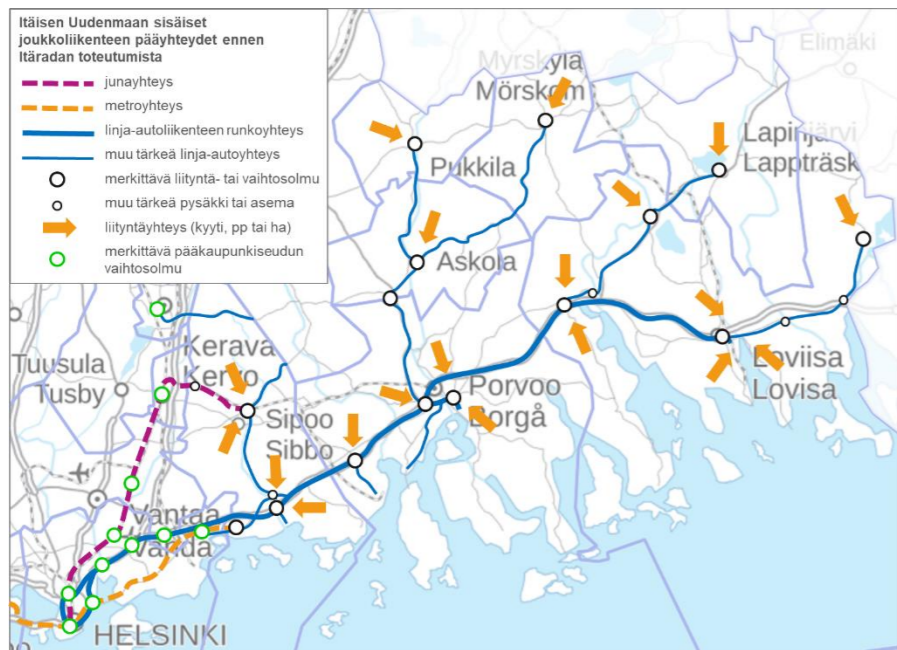 Itäisen Uudenmaan sisäiset
joukkoliikenteen pääyhteydet ennen
Itäradan toteutumista
junayhteys
metroyhteys
linja-autoliikenteen runkoyhteys
muu tärkeä linja-autoyhteys
merkittävä liityntä- tai vaihtosolmu
muu tärkeä pysäkki tai asema
liityntäyhteys (kyyti, pp tai ha)
merkittävä pääkaupunkiseudun
vaihtosolmu
Elimäki
Myrskylä
Mörskom
Lapinjärvi
Lappträsk
Pukkila
Askola
Tuusula
Tusby
Kerava
Kervo
Sipoo
Sibbo
Porvoo
Borgå
Loviisa
Lovisa
Vantaa
Vanda
HELSINKI